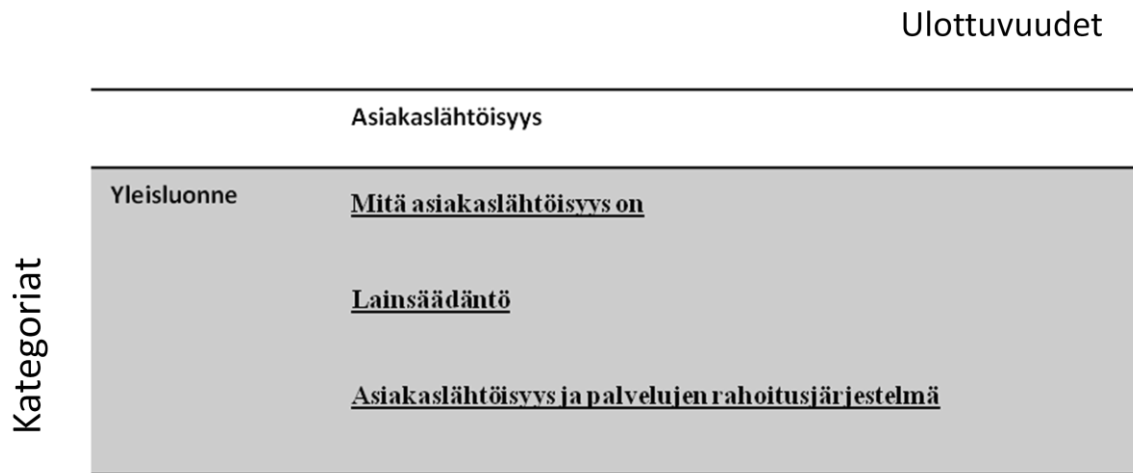 Ulottuvuudet
Asiakaslähtöisyys
Yleisluonne
Mitä asiakaslähtöisyys on
Lainsäädäntö
Asiakaslähtöisyys ja palvelujen rahoitusjärjestelmä
Kategoriat